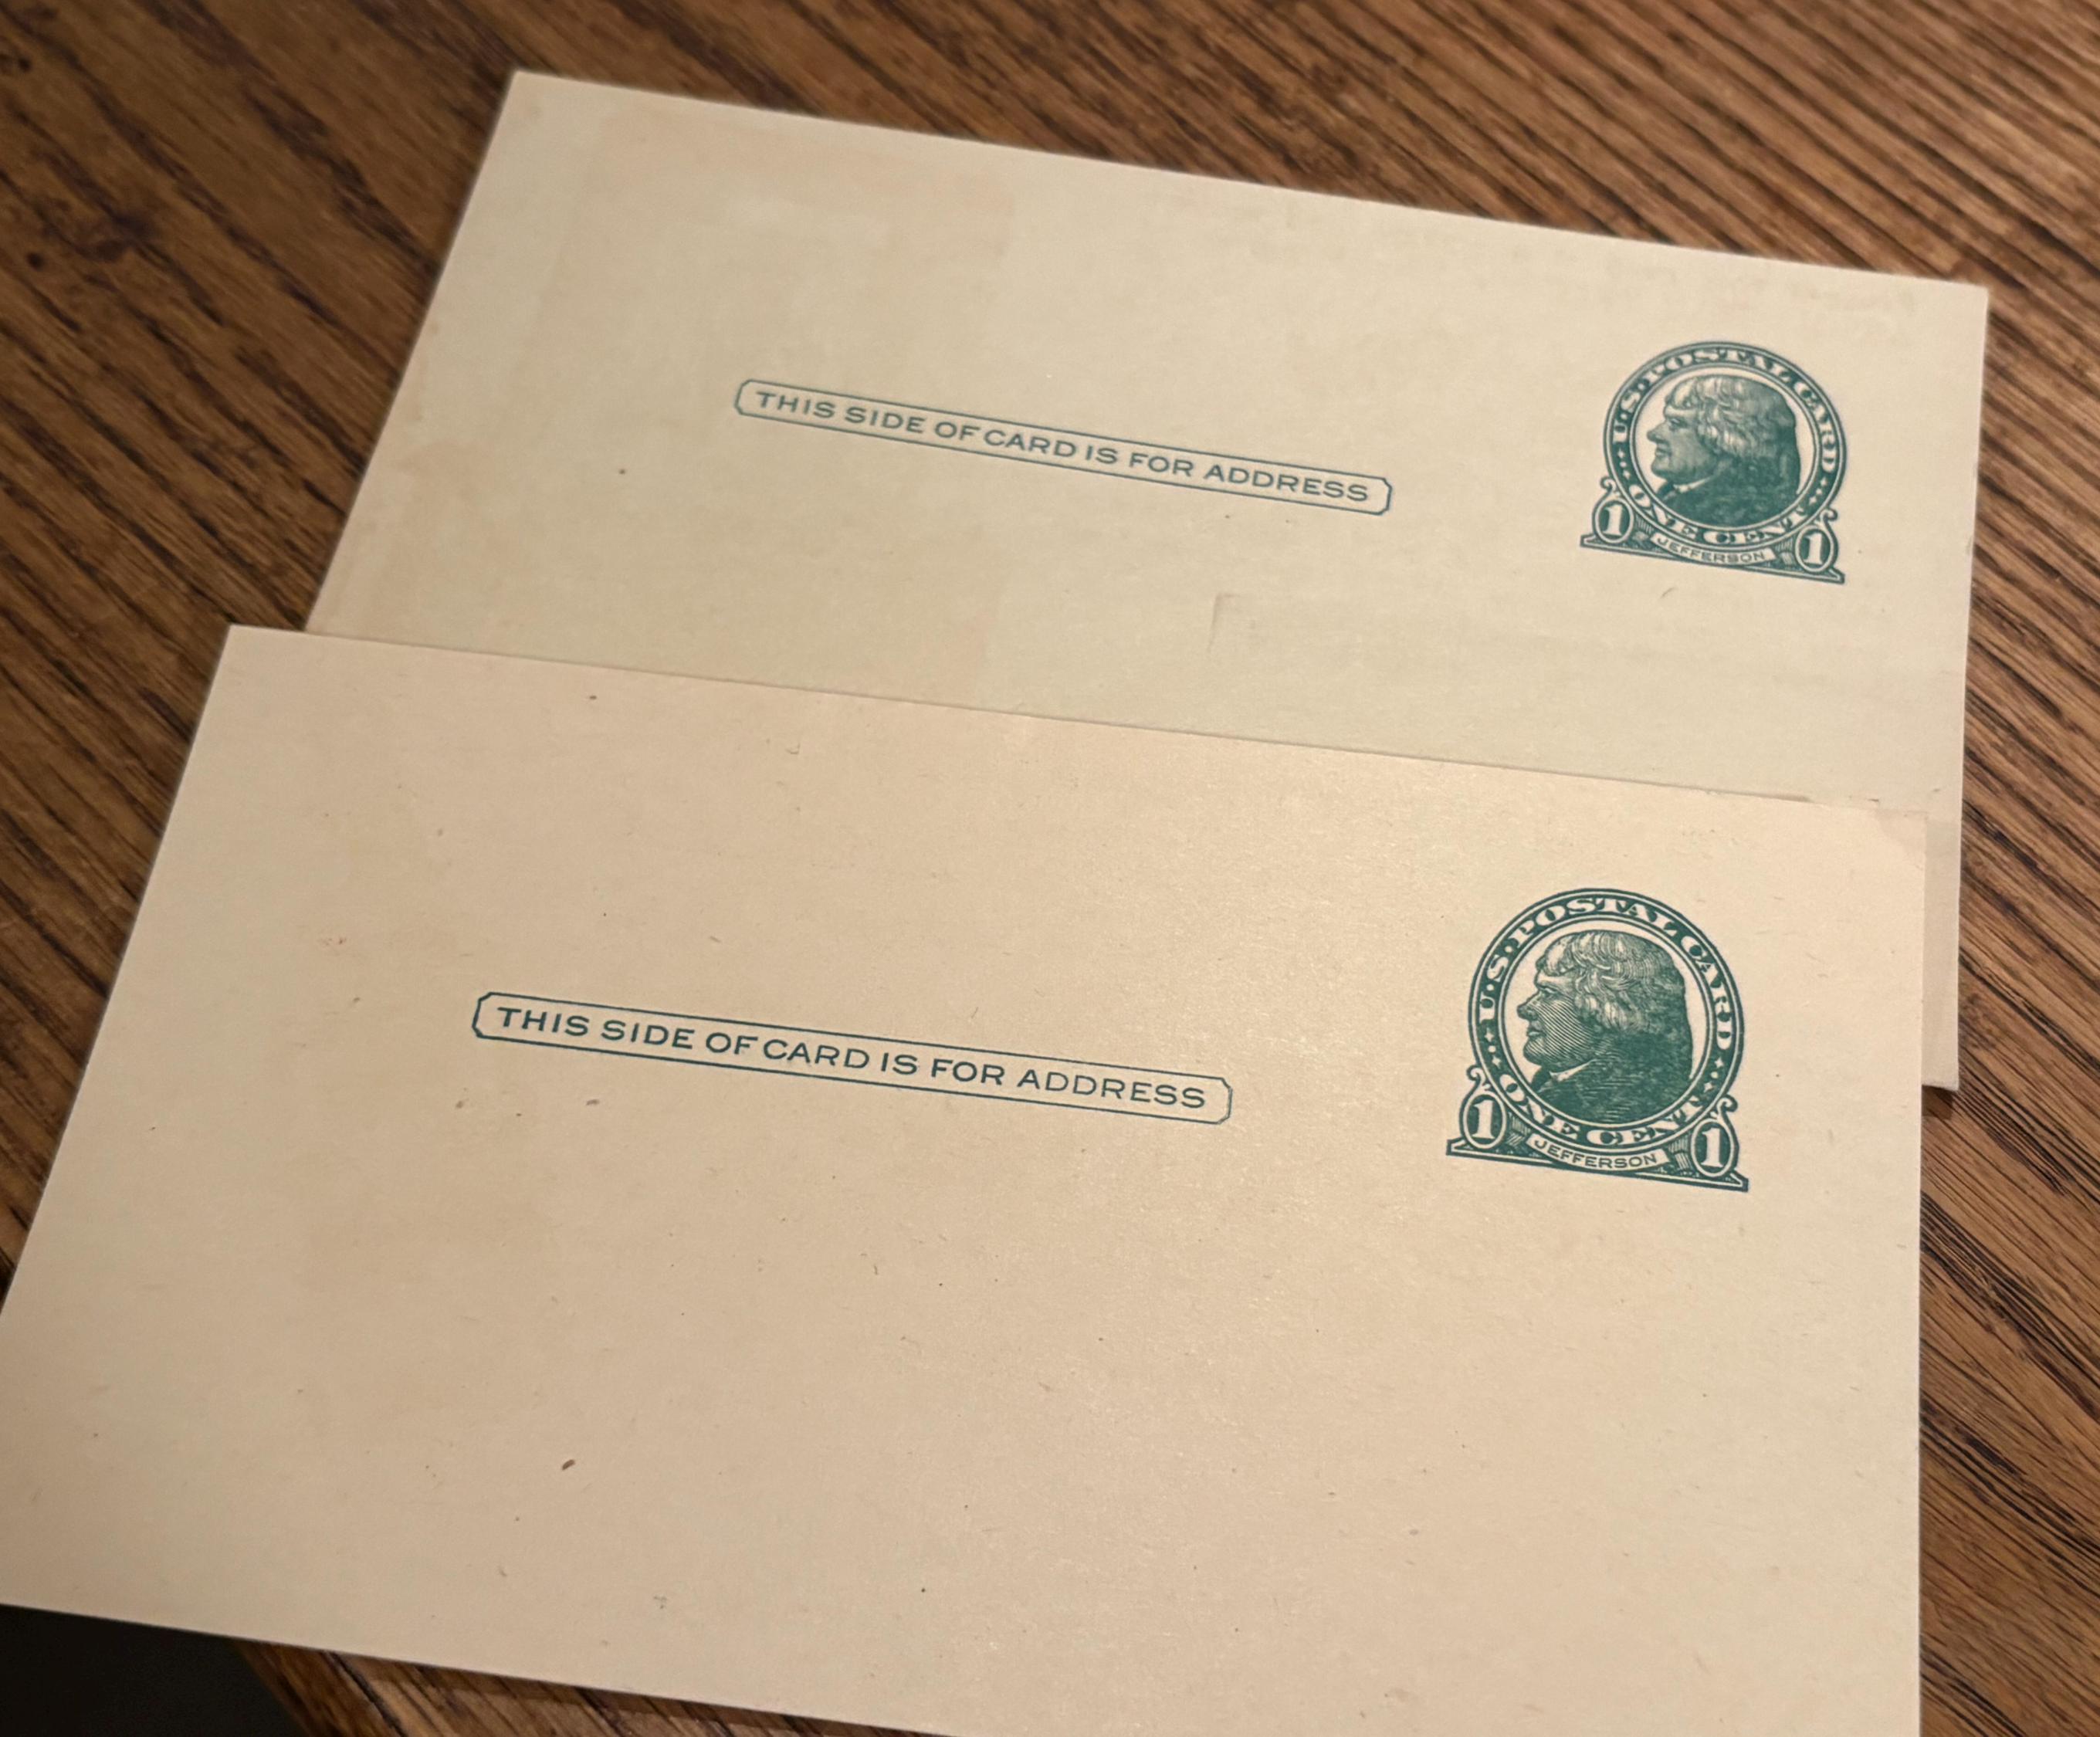 THIS SIDE OF CARD IS FOR ADDRESS
U.S. POSTAL CARD
ONE CENT
1 JEFFERSON 1
THIS SIDE OF CARD IS FOR ADDRESS
U.S. POSTAL CARD
ONE CENT
1 JEFFERSON 1